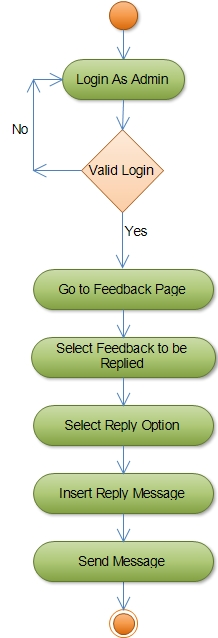 Login As Admin
No
Valid Login
Yes
Go to Feedback Page
Select Feedback to be
Replied
Select Reply Option
Insert Reply Message
Send Message